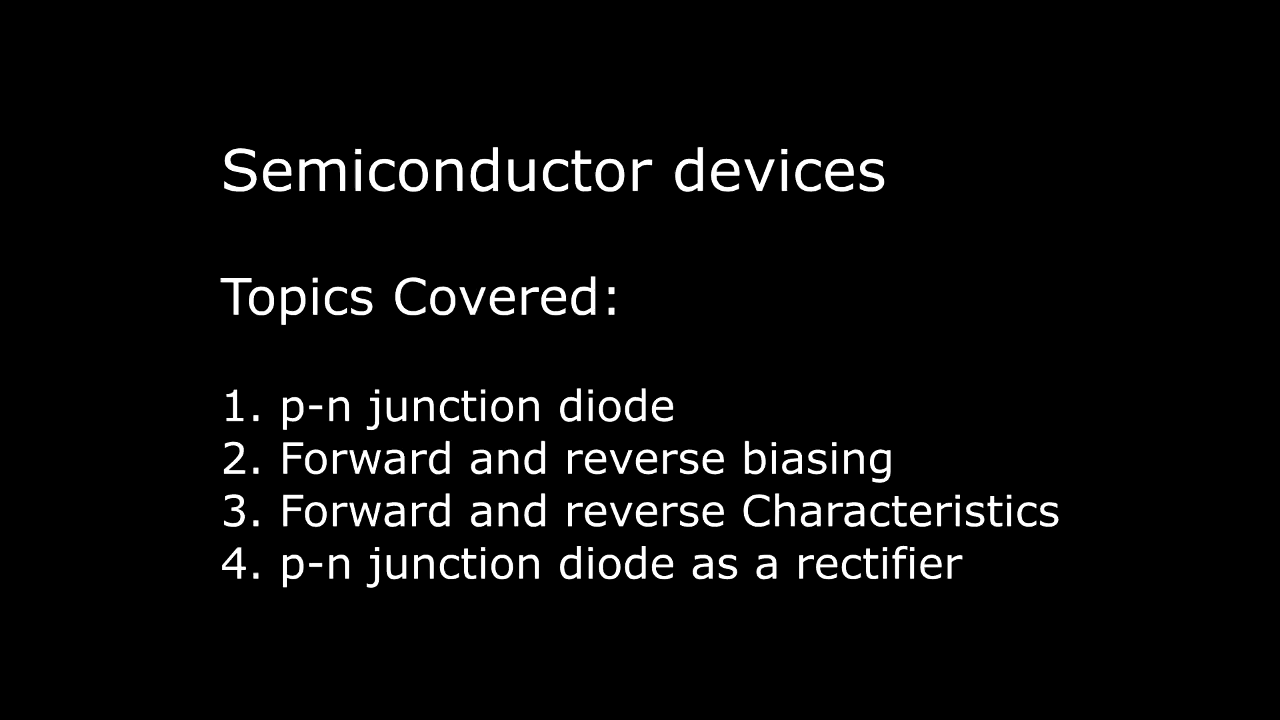 Semiconductor devices
Topics Covered:
1. p-n junction diode
2. Forward and reverse biasing
3. Forward and reverse Characteristics
4. p-n junction diode as a rectifier